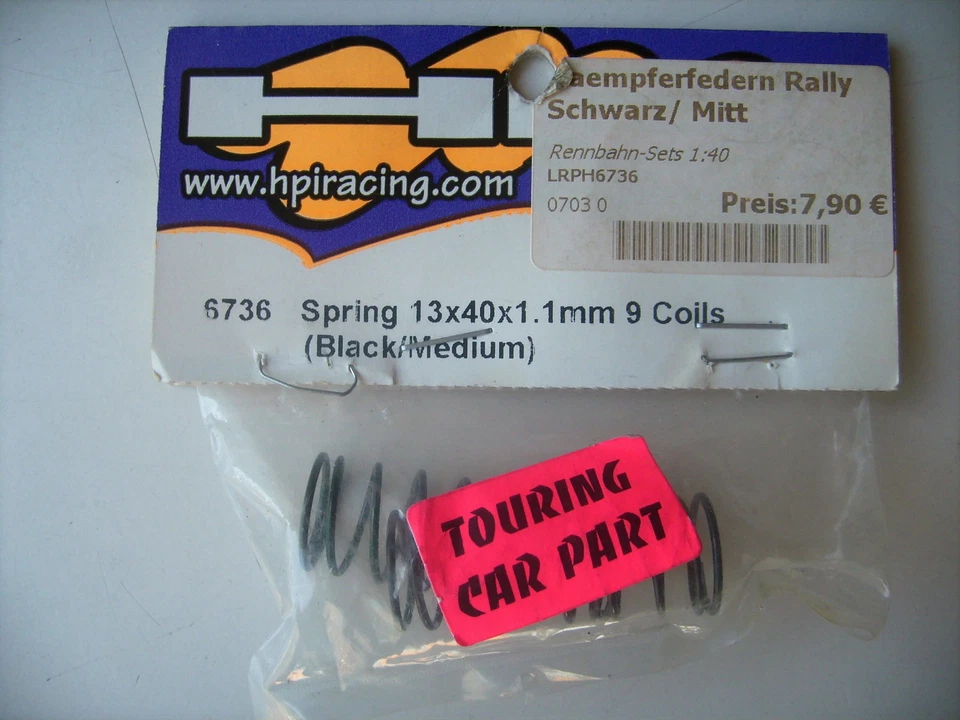 www.hpiracing.com
aempferfedern Rally
Schwarz/ Mitt
Rennbahn-Sets 1:40
LRPH6736
0703 0
Preis:7,90 €
6736 Spring 13x40x1.1mm 9 Coils
(Black/Medium)
TOURING
CAR PART